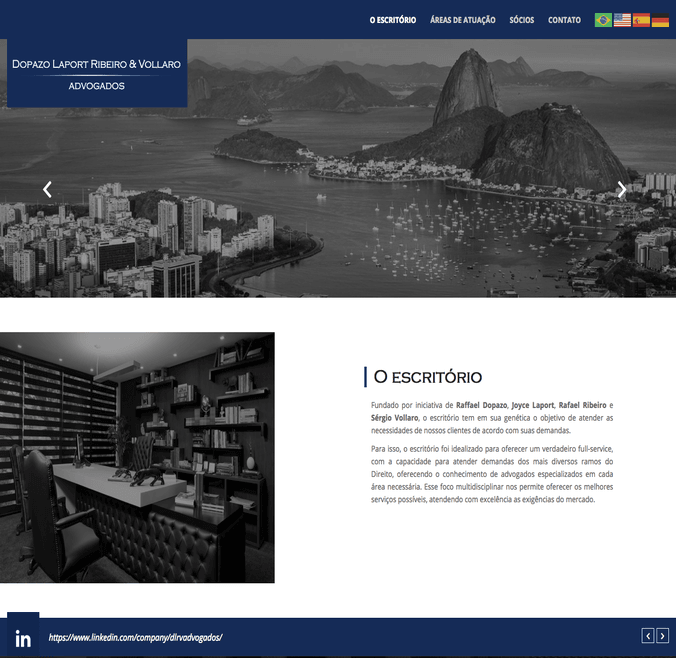 O ESCRITÓRIO ÁREAS DE ATUAÇÃO SÓCIOS CONTATO
DOPAZO LAPORT RIBEIRO & VOLLARO
ADVOGADOS
O ESCRITÓRIO
Fundado por iniciativa de Raffael Dopazo, Joyce Laport, Rafael Ribeiro e
Sérgio Vollaro, o escritório tem em sua genética o objetivo de atender as
necessidades de nossos clientes de acordo com suas demandas.
Para isso, o escritório foi idealizado para oferecer um verdadeiro full-service,
com a capacidade para atender demandas dos mais diversos ramos do
Direito, oferecendo o conhecimento de advogados especializados em cada
área necessária. Esse foco multidisciplinar nos permite oferecer os melhores
serviços possíveis, atendendo com excelência as exigências do mercado.
in
https://www.linkedin.com/company/dlrvadvogados/